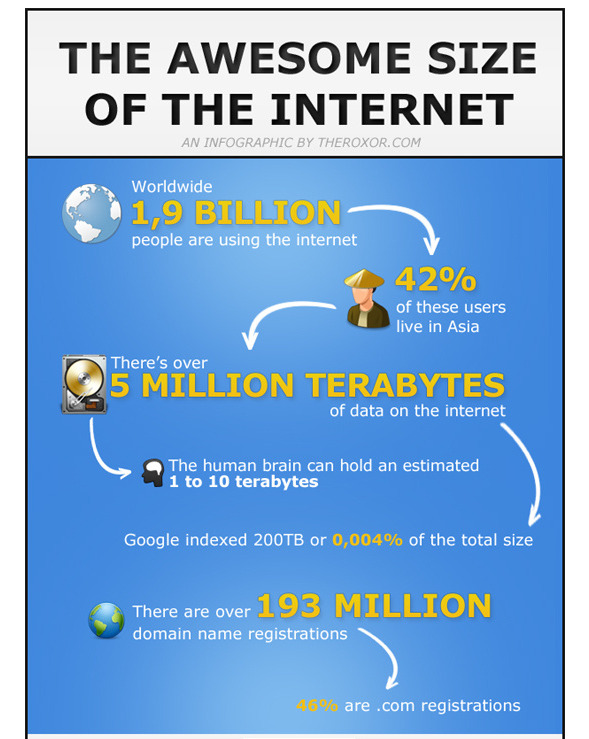 THE AWESOME SIZE
OF THE INTERNET
AN INFOGRAPHIC BY THEROXOR.COM
Worldwide
1,9 BILLION
people are using the internet
42%
of these users
live in Asia
There's over
5 MILLION TERABYTES
of data on the internet
The human brain can hold an estimated
1 to 10 terabytes
Google indexed 200TB or 0,004% of the total size
There are over 193 MILLION
domain name registrations
46% are .com registrations